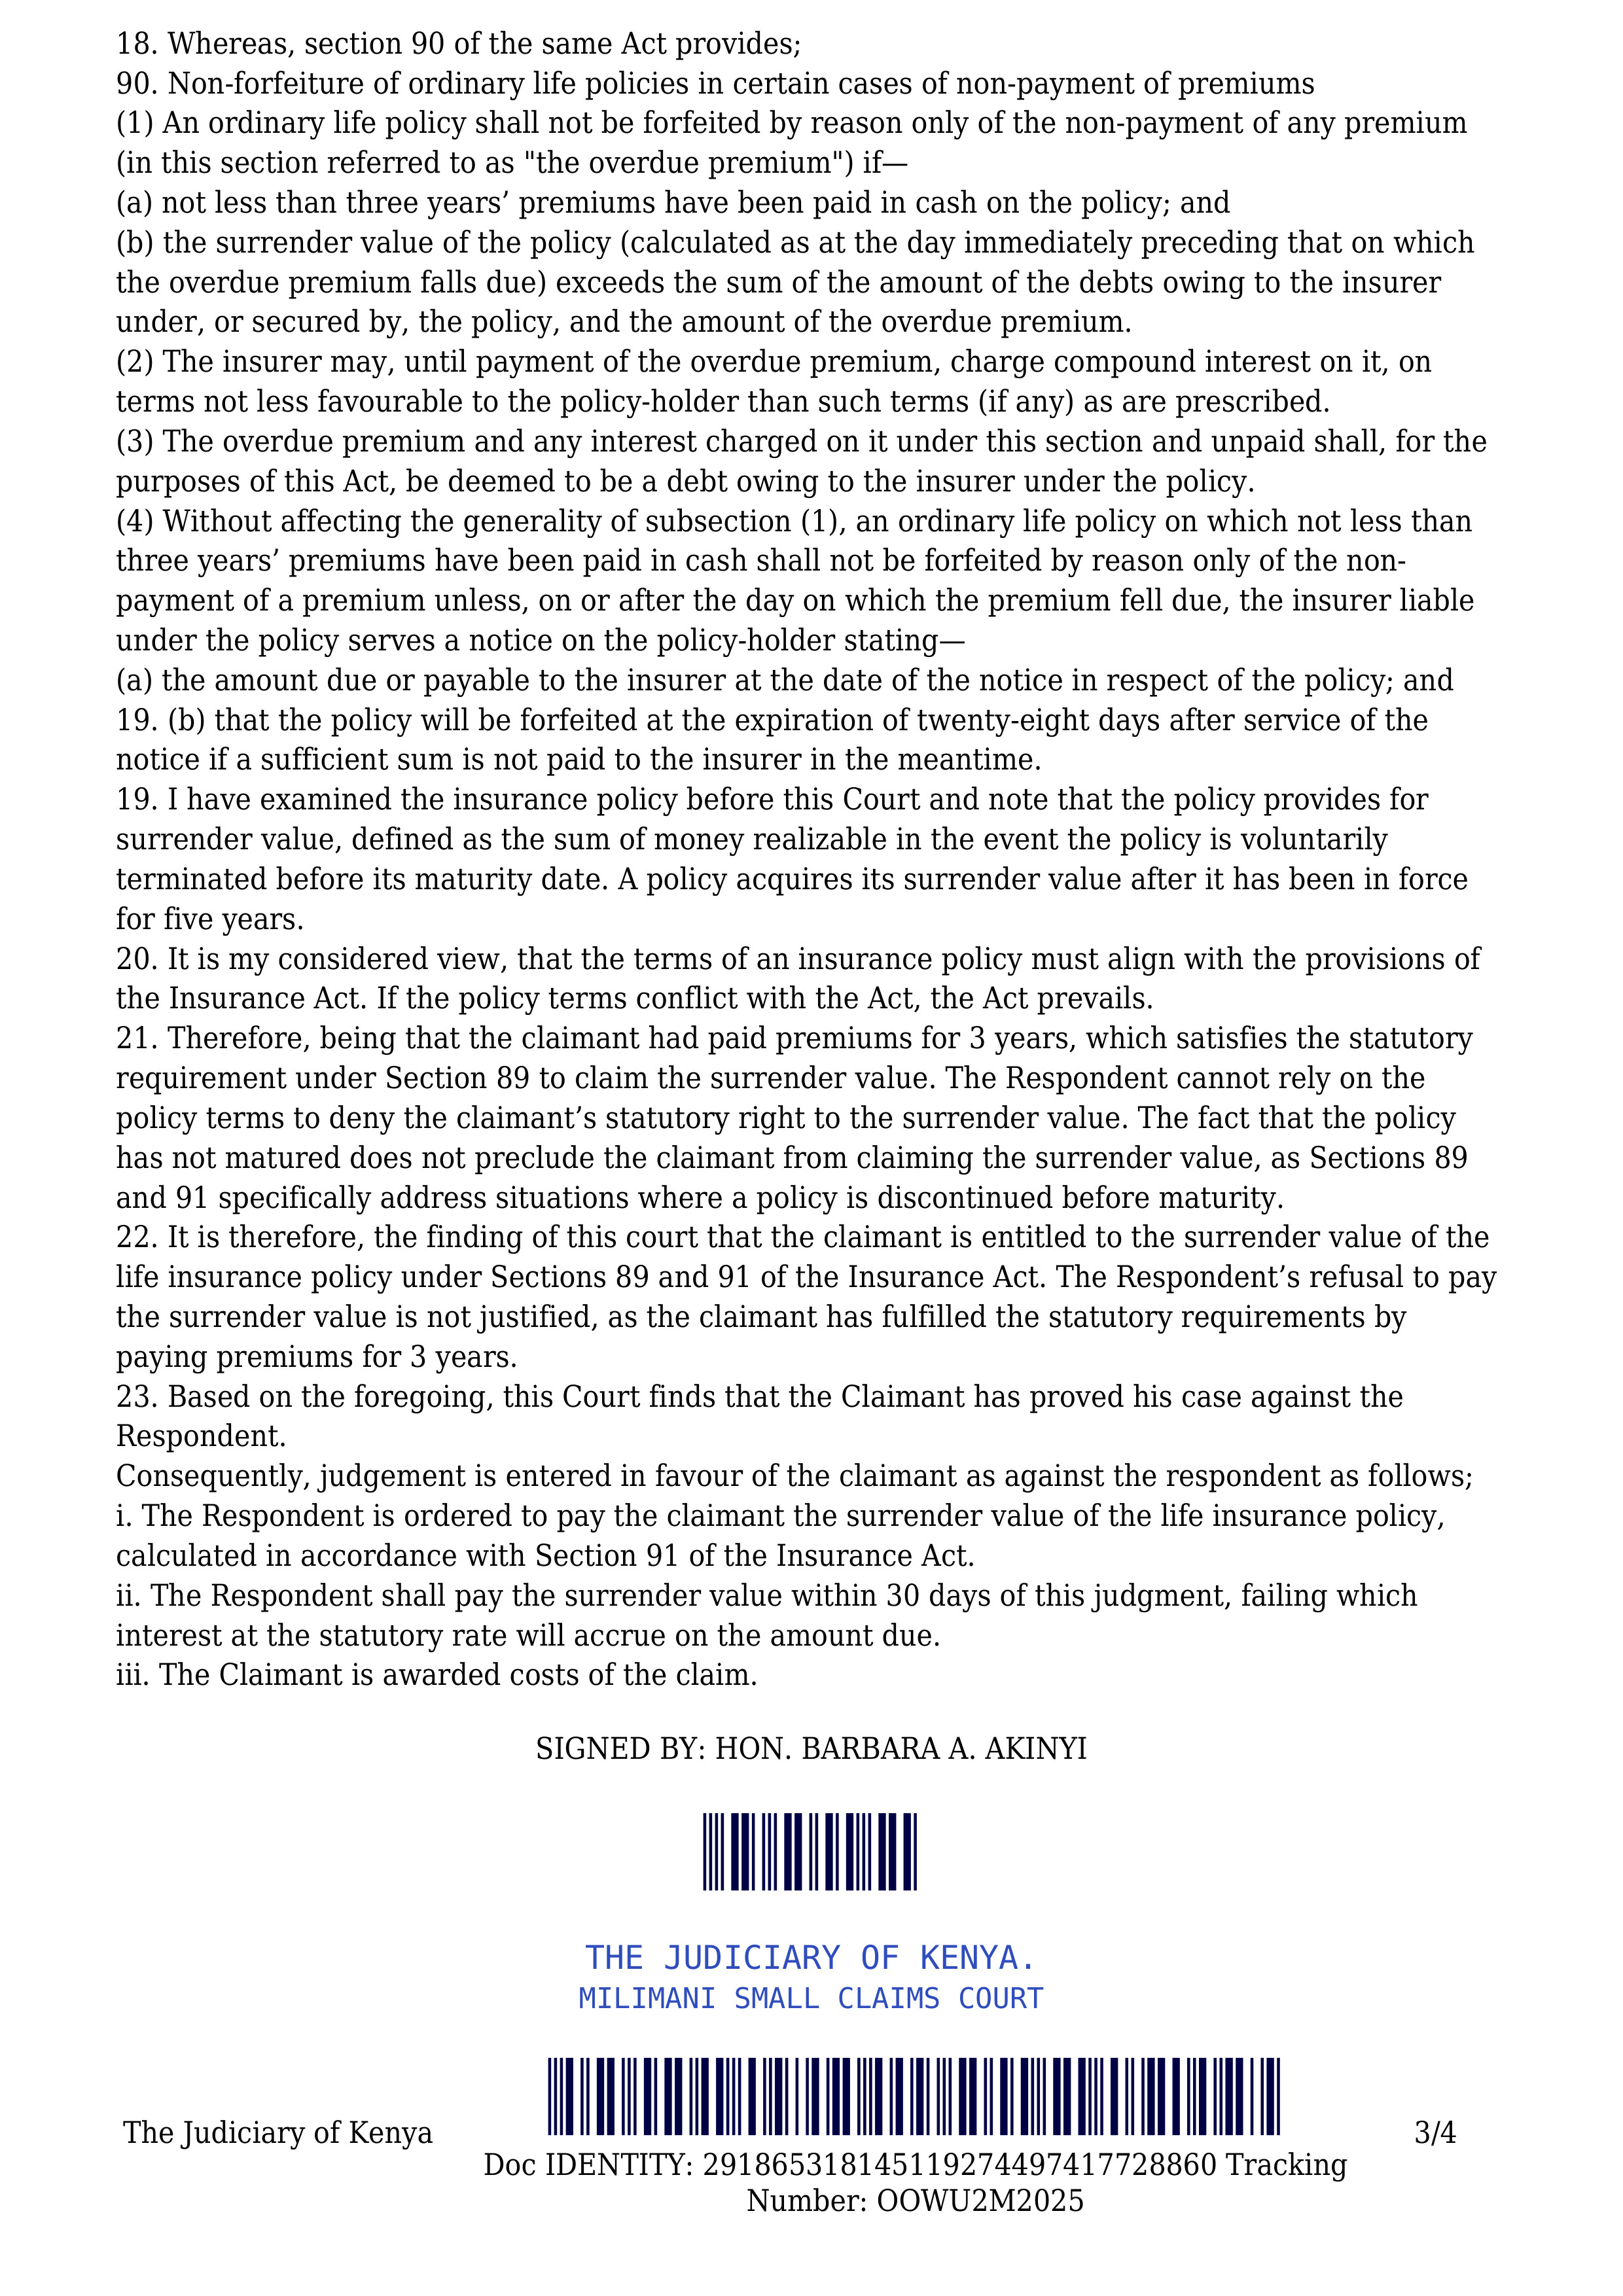 18. Whereas, section 90 of the same Act provides;
90. Non-forfeiture of ordinary life policies in certain cases of non-payment of premiums
(1) An ordinary life policy shall not be forfeited by reason only of the non-payment of any premium
(in this section referred to as "the overdue premium") if—
(a) not less than three years’ premiums have been paid in cash on the policy; and
(b) the surrender value of the policy (calculated as at the day immediately preceding that on which
the overdue premium falls due) exceeds the sum of the amount of the debts owing to the insurer
under, or secured by, the policy, and the amount of the overdue premium.
(2) The insurer may, until payment of the overdue premium, charge compound interest on it, on
terms not less favourable to the policy-holder than such terms (if any) as are prescribed.
(3) The overdue premium and any interest charged on it under this section and unpaid shall, for the
purposes of this Act, be deemed to be a debt owing to the insurer under the policy.
(4) Without affecting the generality of subsection (1), an ordinary life policy on which not less than
three years’ premiums have been paid in cash shall not be forfeited by reason only of the non-
payment of a premium unless, on or after the day on which the premium fell due, the insurer liable
under the policy serves a notice on the policy-holder stating—
(a) the amount due or payable to the insurer at the date of the notice in respect of the policy; and
19. (b) that the policy will be forfeited at the expiration of twenty-eight days after service of the
notice if a sufficient sum is not paid to the insurer in the meantime.
19. I have examined the insurance policy before this Court and note that the policy provides for
surrender value, defined as the sum of money realizable in the event the policy is voluntarily
terminated before its maturity date. A policy acquires its surrender value after it has been in force
for five years.
20. It is my considered view, that the terms of an insurance policy must align with the provisions of
the Insurance Act. If the policy terms conflict with the Act, the Act prevails.
21. Therefore, being that the claimant had paid premiums for 3 years, which satisfies the statutory
requirement under Section 89 to claim the surrender value. The Respondent cannot rely on the
policy terms to deny the claimant’s statutory right to the surrender value. The fact that the policy
has not matured does not preclude the claimant from claiming the surrender value, as Sections 89
and 91 specifically address situations where a policy is discontinued before maturity.
22. It is therefore, the finding of this court that the claimant is entitled to the surrender value of the
life insurance policy under Sections 89 and 91 of the Insurance Act. The Respondent’s refusal to pay
the surrender value is not justified, as the claimant has fulfilled the statutory requirements by
paying premiums for 3 years.
23. Based on the foregoing, this Court finds that the Claimant has proved his case against the
Respondent.
Consequently, judgement is entered in favour of the claimant as against the respondent as follows;
i. The Respondent is ordered to pay the claimant the surrender value of the life insurance policy,
calculated in accordance with Section 91 of the Insurance Act.
ii. The Respondent shall pay the surrender value within 30 days of this judgment, failing which
interest at the statutory rate will accrue on the amount due.
iii. The Claimant is awarded costs of the claim.
SIGNED BY: HON. BARBARA A. AKINYI
THE JUDICIARY OF KENYA.
MILIMANI SMALL CLAIMS COURT
The Judiciary of Kenya
3/4
Doc IDENTITY: 291865318145119274497417728860 Tracking
Number: OOWU2M2025